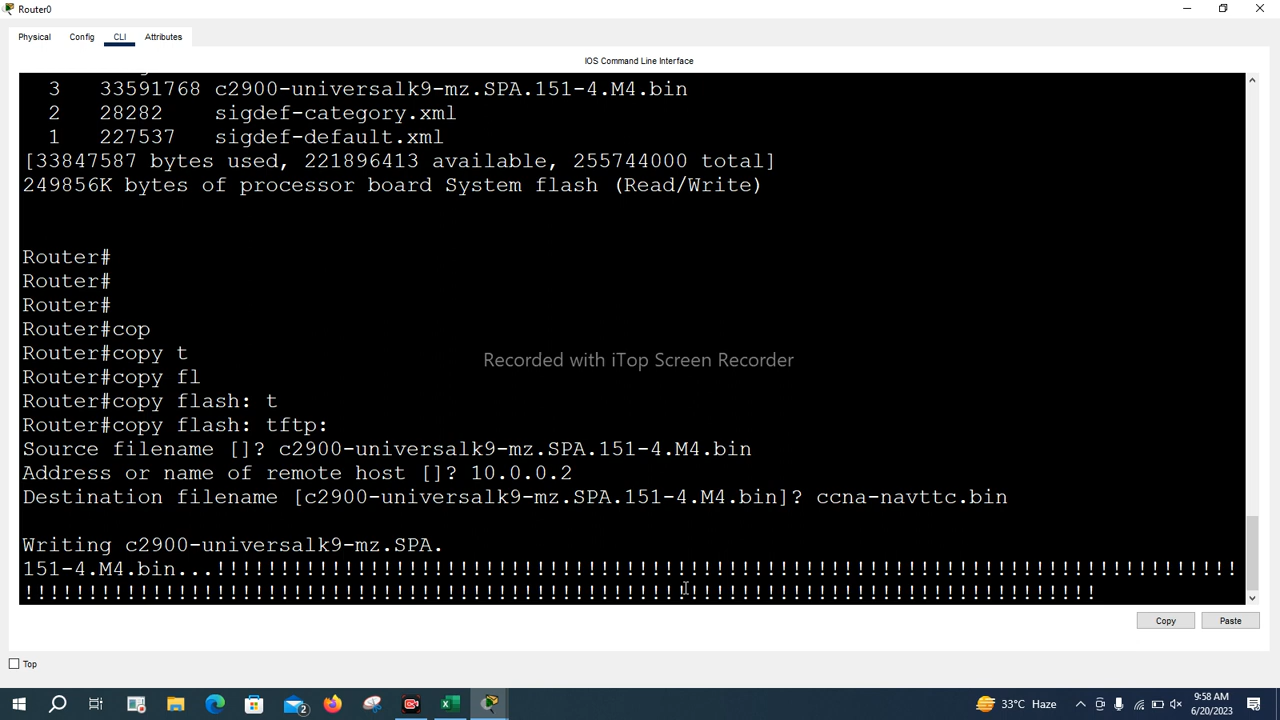 Router0
Physical Config CLI Attributes
IOS Command Line Interface
3 33591768 c2900-universalk9-mz.SPA.151-4.M4.bin
2 28282 sigdef-category.xml
1 227537 sigdef-default.xml
[33847587 bytes used, 221896413 available, 255744000 total]
249856K bytes of processor board System flash (Read/Write)
Router#
Router#
Router#
Router#cop
Router#copy t
Recorded with iTop Screen Recorder
Router#copy fl
Router#copy flash: t
Router#copy flash: tftp:
Source filename []? c2900-universalk9-mz.SPA.151-4.M4.bin
Address or name of remote host []? 10.0.0.2
Destination filename [c2900-universalk9-mz.SPA.151-4.M4.bin]? ccna-navttc.bin
Writing c2900-universalk9-mz.SPA.
151-4.M4.bin...!!!!!!!!!!!!!!!!!!!!!!!!!!!!!!!!!!!!!!!!!!!!!!!!!!!!!!!!!!!!!!!!!!!!!!!!!!!!!!!!
!!!!!!!!!!!!!!!!!!!!!!!!!!!!!!!!!!!!!!!!!!!!!!!!!!!!!!!!!!!!!!!!!!!!!!!!!!!!!!!!!!!!
Copy Paste
Top
2
33°C Haze
9:58 AM
6/20/2023